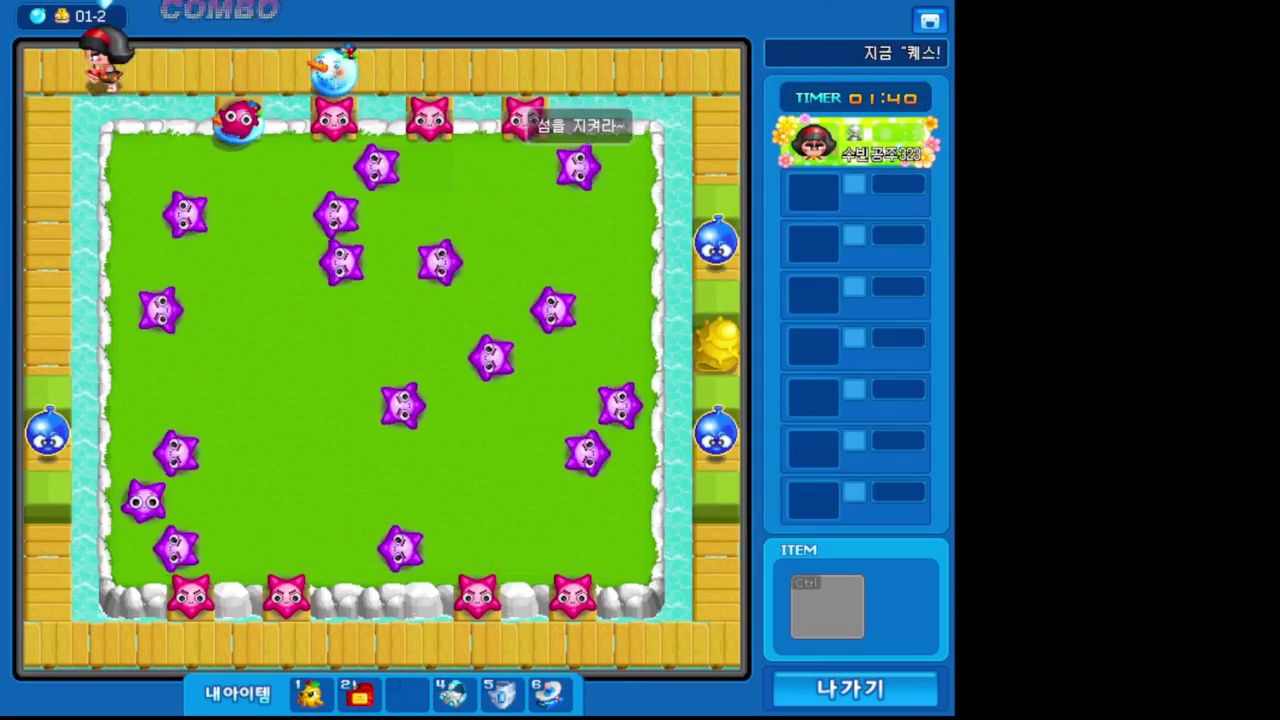 01-2
COMBO
지금 "퀘스!
TIMER 01:40
수빈공주323
섬을 지켜라~
ITEM
Ctrl
내아이템
1
2
4
5
6
나가기